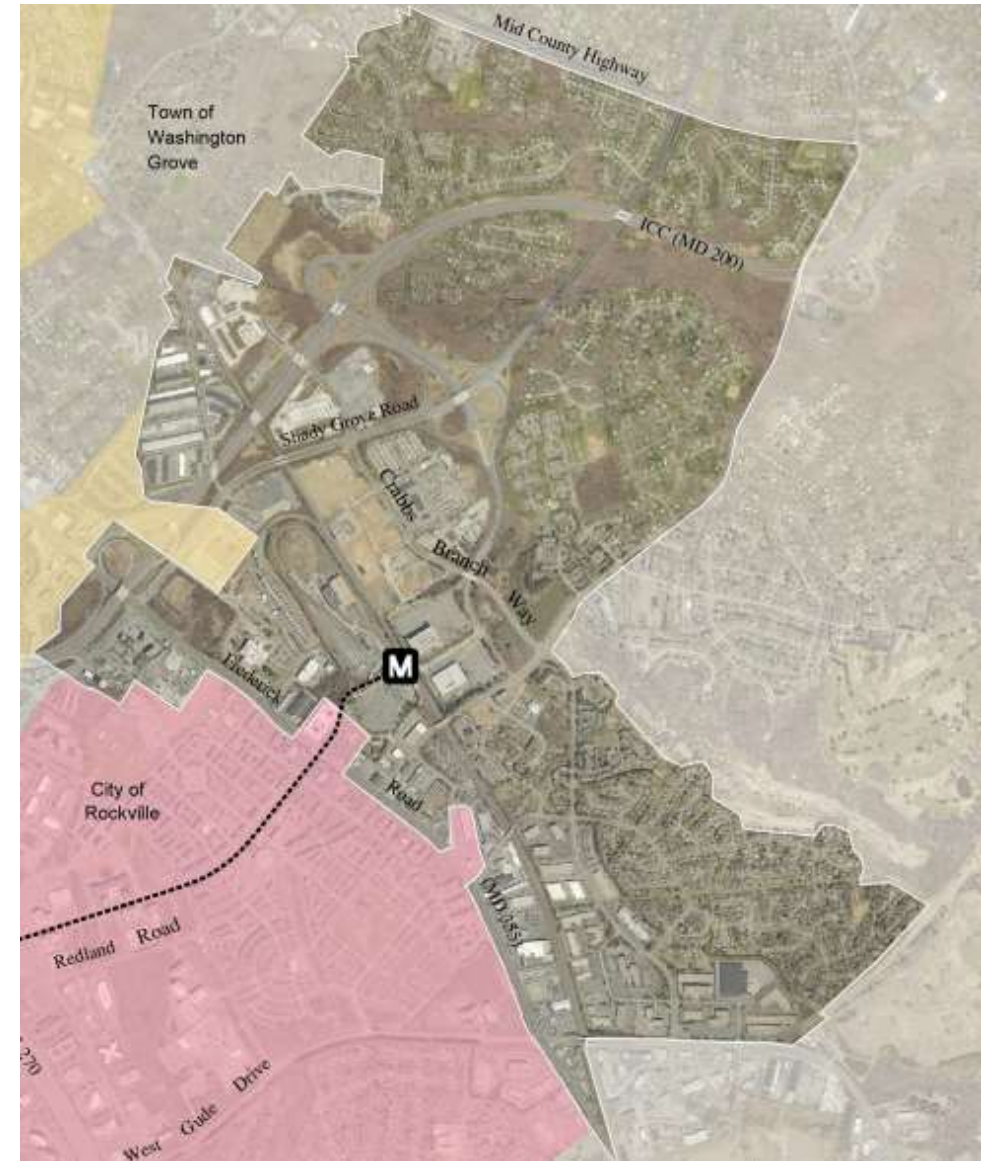 Mid County Highway
Town of
Washington
Grove
ICC (MD 200)
Shady Grove Road
Crabbs
Branch
Way
M
Frederick
Road
City of
Rockville
(MD 355)
Redland Road
270
West Gude Drive